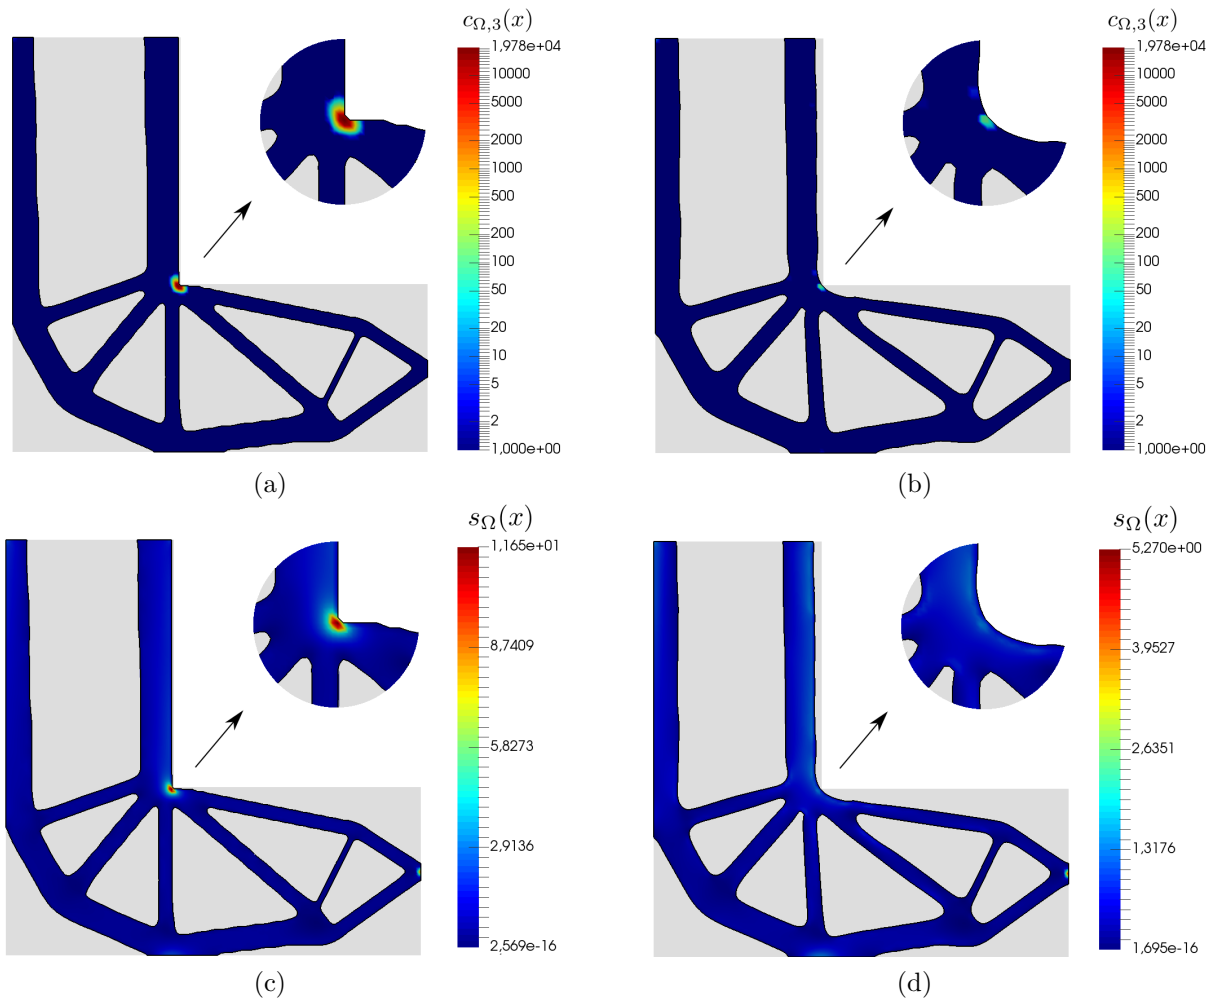 c_{Ω,3}(x)
1,978e+04
10000
5000
2000
1000
500
200
100
50
20
10
5
2
1,000e+00
(a)
c_{Ω,3}(x)
1,978e+04
10000
5000
2000
1000
500
200
100
50
20
10
5
2
1,000e+00
(b)
s_Ω(x)
1,165e+01
8,7409
5,8273
2,9136
2,569e-16
(c)
s_Ω(x)
5,270e+00
3,9527
2,6351
1,3176
1,695e-16
(d)